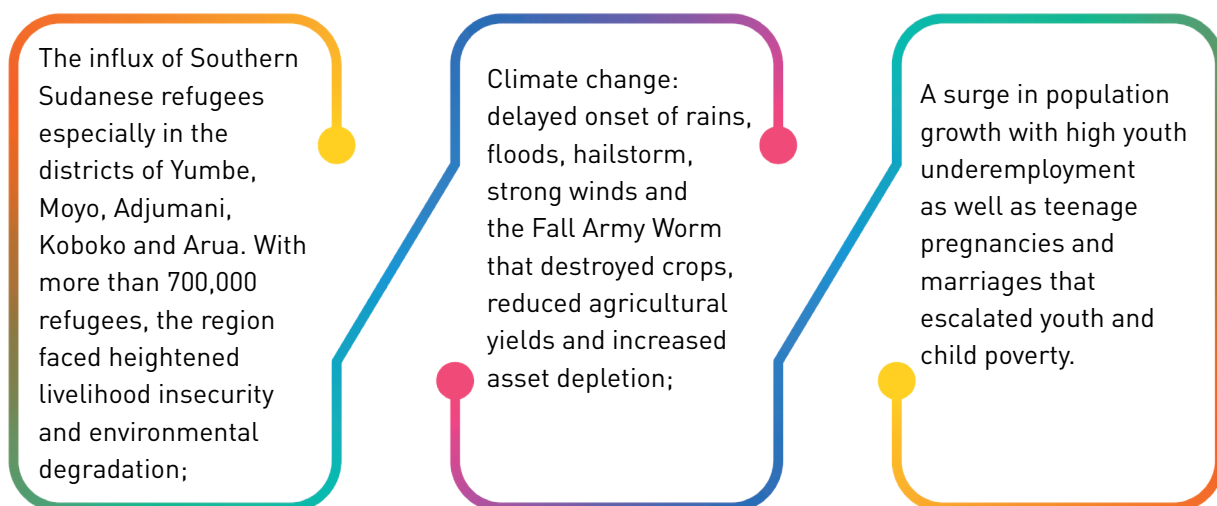 The influx of Southern
Sudanese refugees
especially in the
districts of Yumbe,
Moyo, Adjumani,
Koboko and Arua. With
more than 700,000
refugees, the region
faced heightened
livelihood insecurity
and environmental
degradation;
Climate change:
delayed onset of rains,
floods, hailstorm,
strong winds and
the Fall Army Worm
that destroyed crops,
reduced agricultural
yields and increased
asset depletion;
A surge in population
growth with high youth
underemployment
as well as teenage
pregnancies and
marriages that
escalated youth and
child poverty.